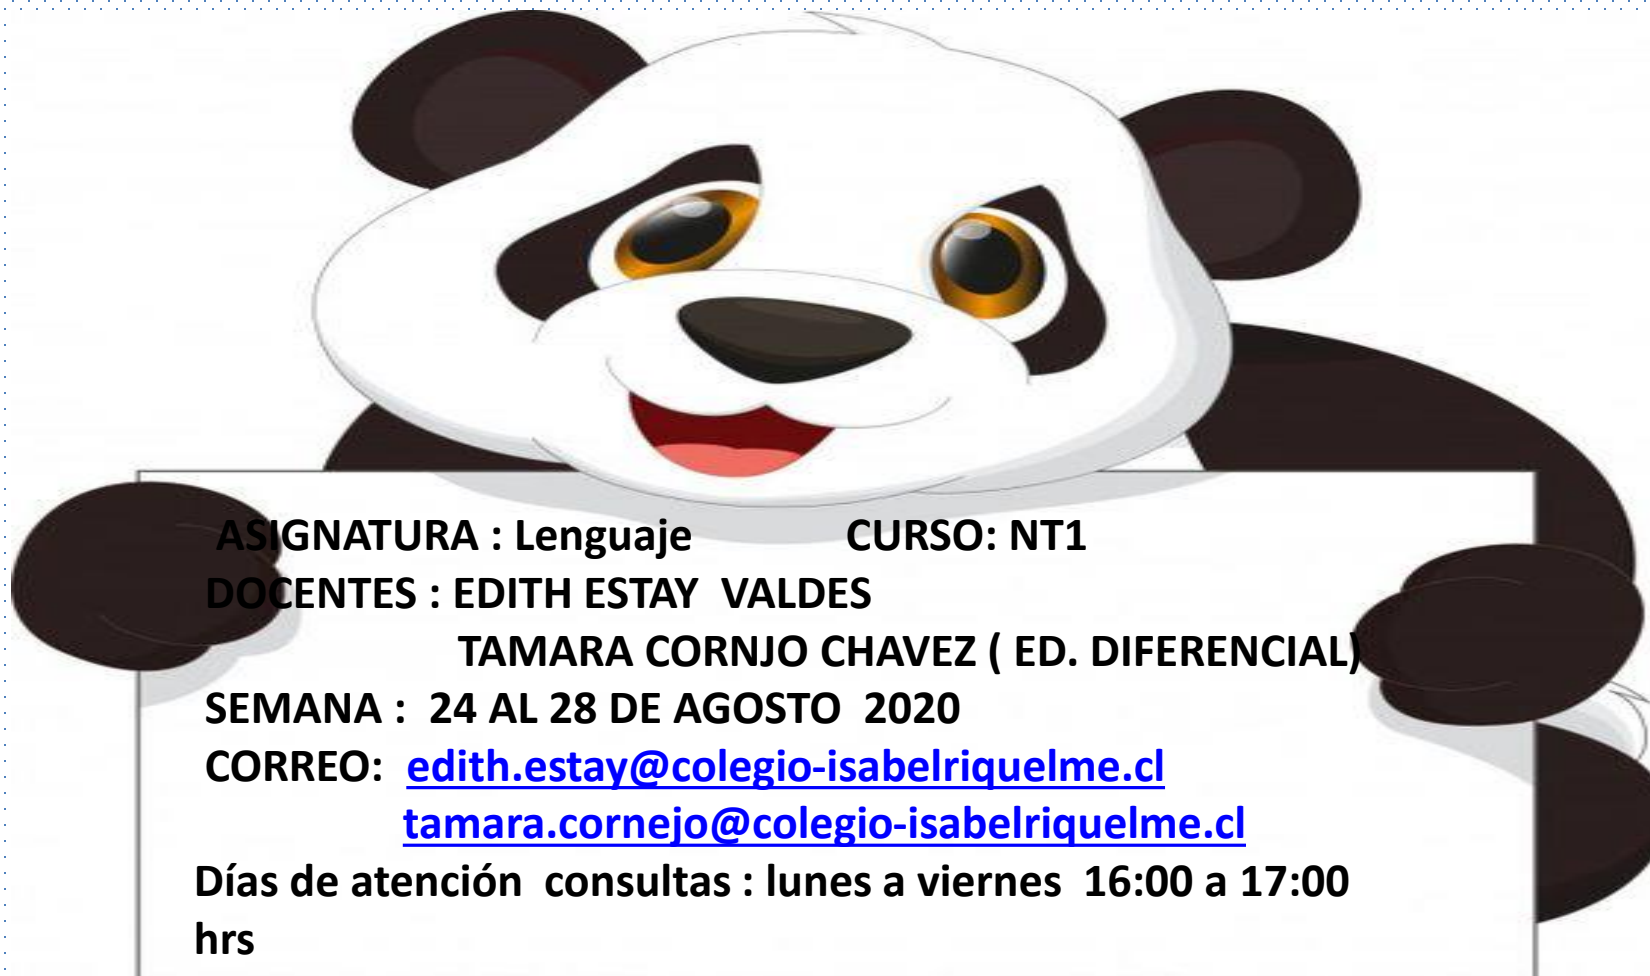 ASIGNATURA : Lenguaje CURSO: NT1
DOCENTES : EDITH ESTAY VALDES
TAMARA CORNJO CHAVEZ ( ED. DIFERENCIAL)
SEMANA : 24 AL 28 DE AGOSTO 2020
CORREO: edith.estay@colegio-isabelriquelme.cl
tamara.cornejo@colegio-isabelriquelme.cl
Días de atención consultas : lunes a viernes 16:00 a 17:00
hrs